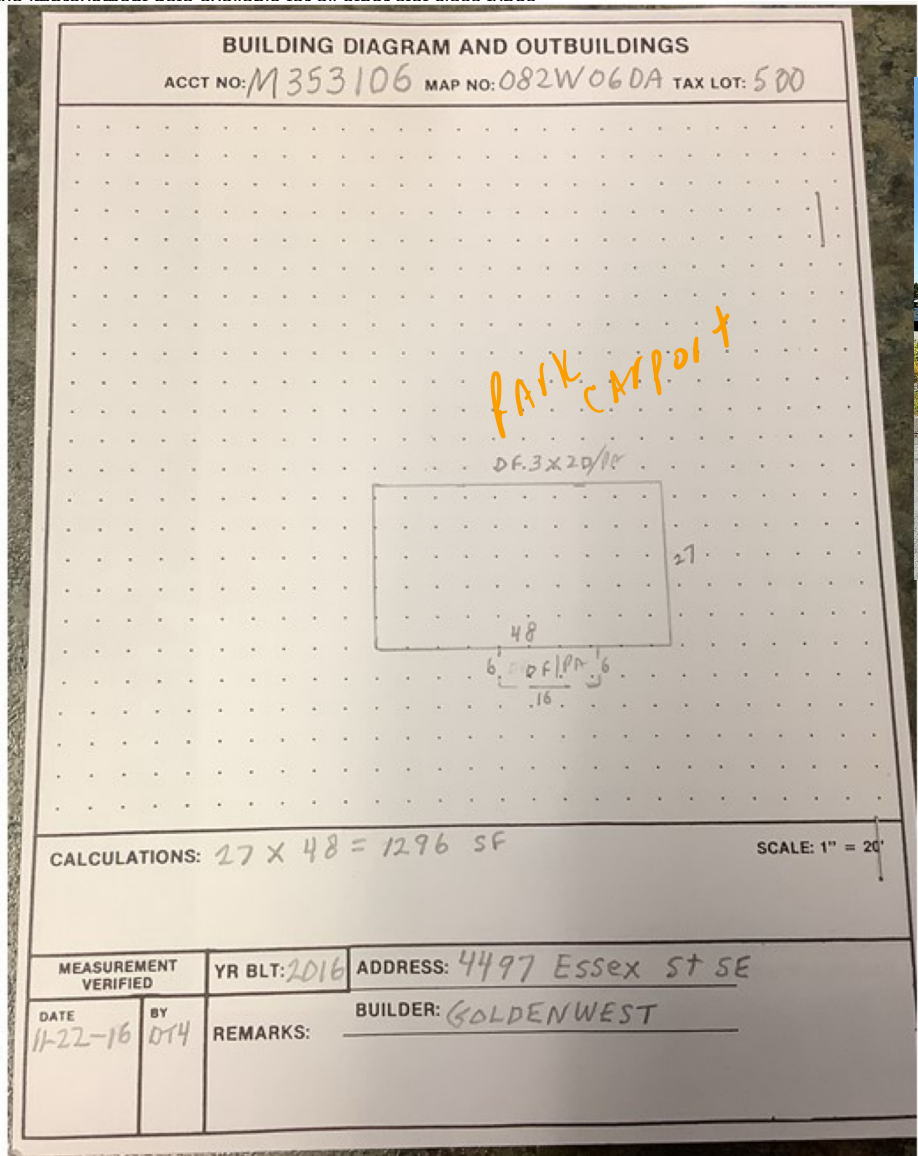 BUILDING DIAGRAM AND OUTBUILDINGS
ACCT NO: M353106 MAP NO: 082W06DA TAX LOT: 500
PARK
CARPORT
DF.3X20/PC
27
48
6 DF/PA 6
16
CALCULATIONS: 27 X 48 = 1296 SF
SCALE: 1" = 20'
MEASUREMENT VERIFIED
YR BLT: 2016
ADDRESS: 4497 Essex St SE
DATE
11-22-16
BY
DT4
REMARKS:
BUILDER: GOLDENWEST